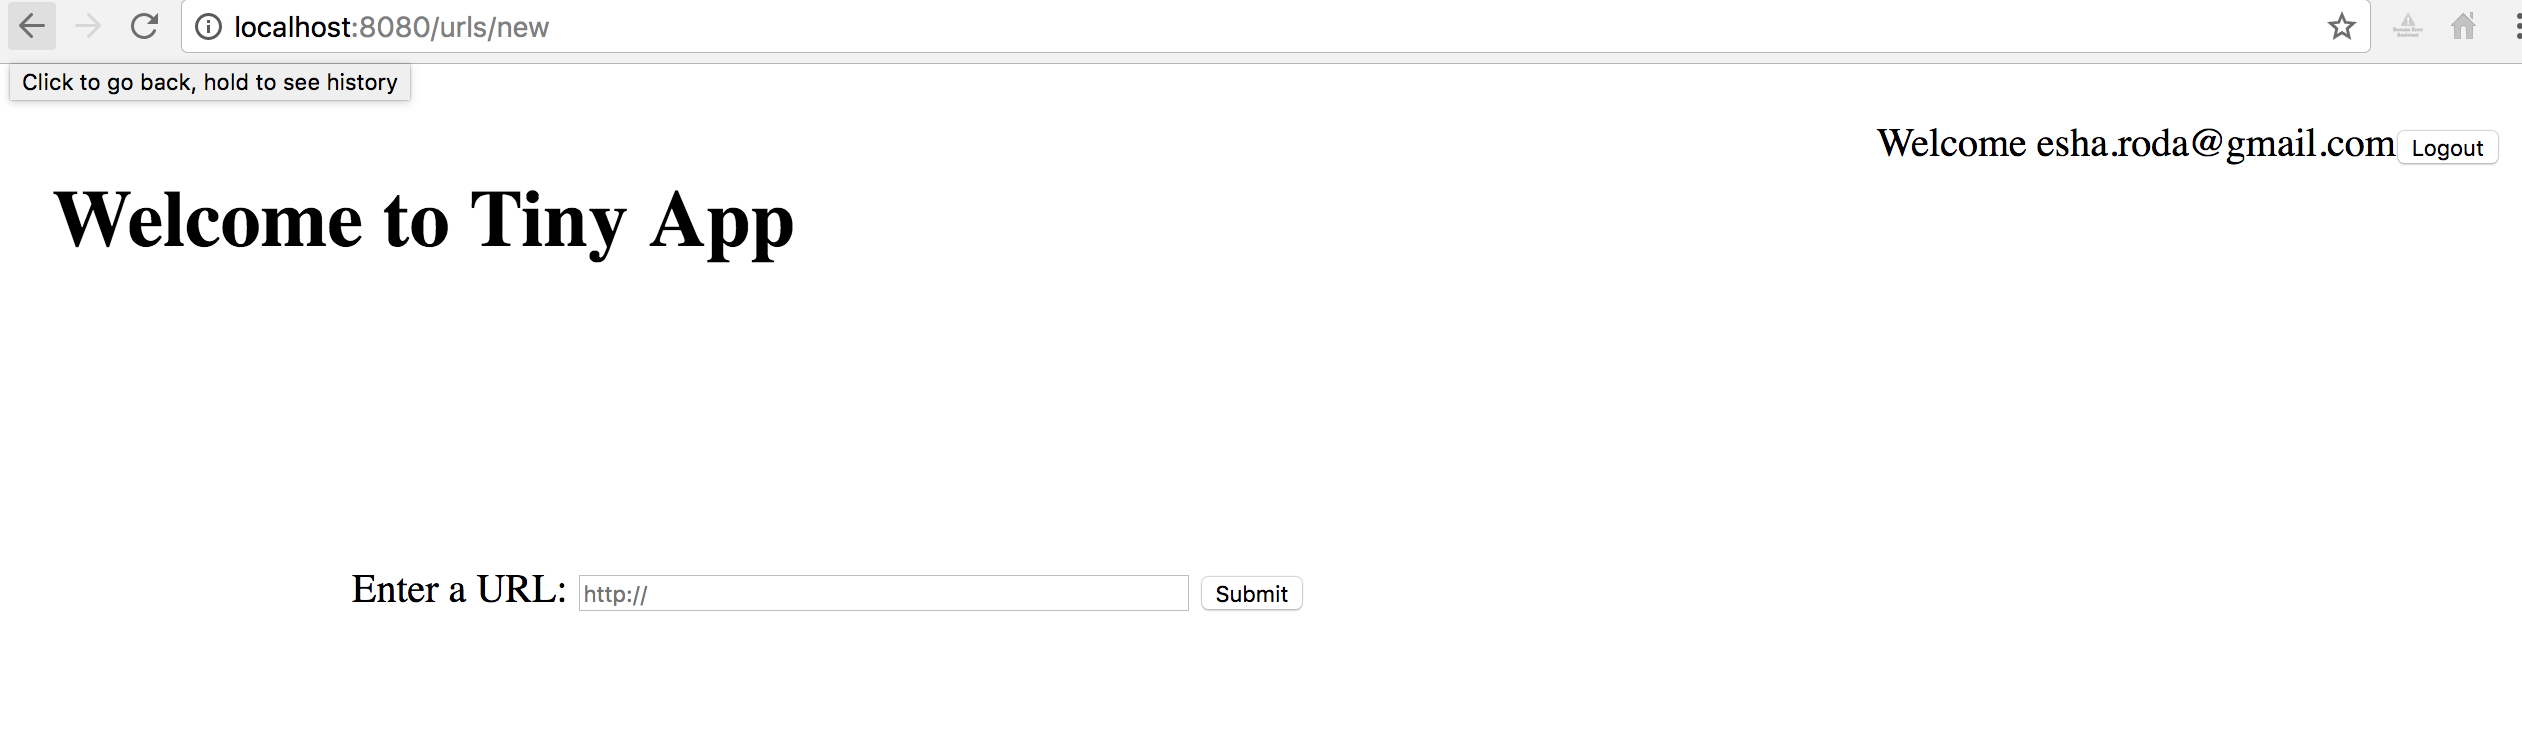 localhost:8080/urls/new
Click to go back, hold to see history
Welcome esha.roda@gmail.com Logout
Welcome to Tiny App
Enter a URL: http:// Submit